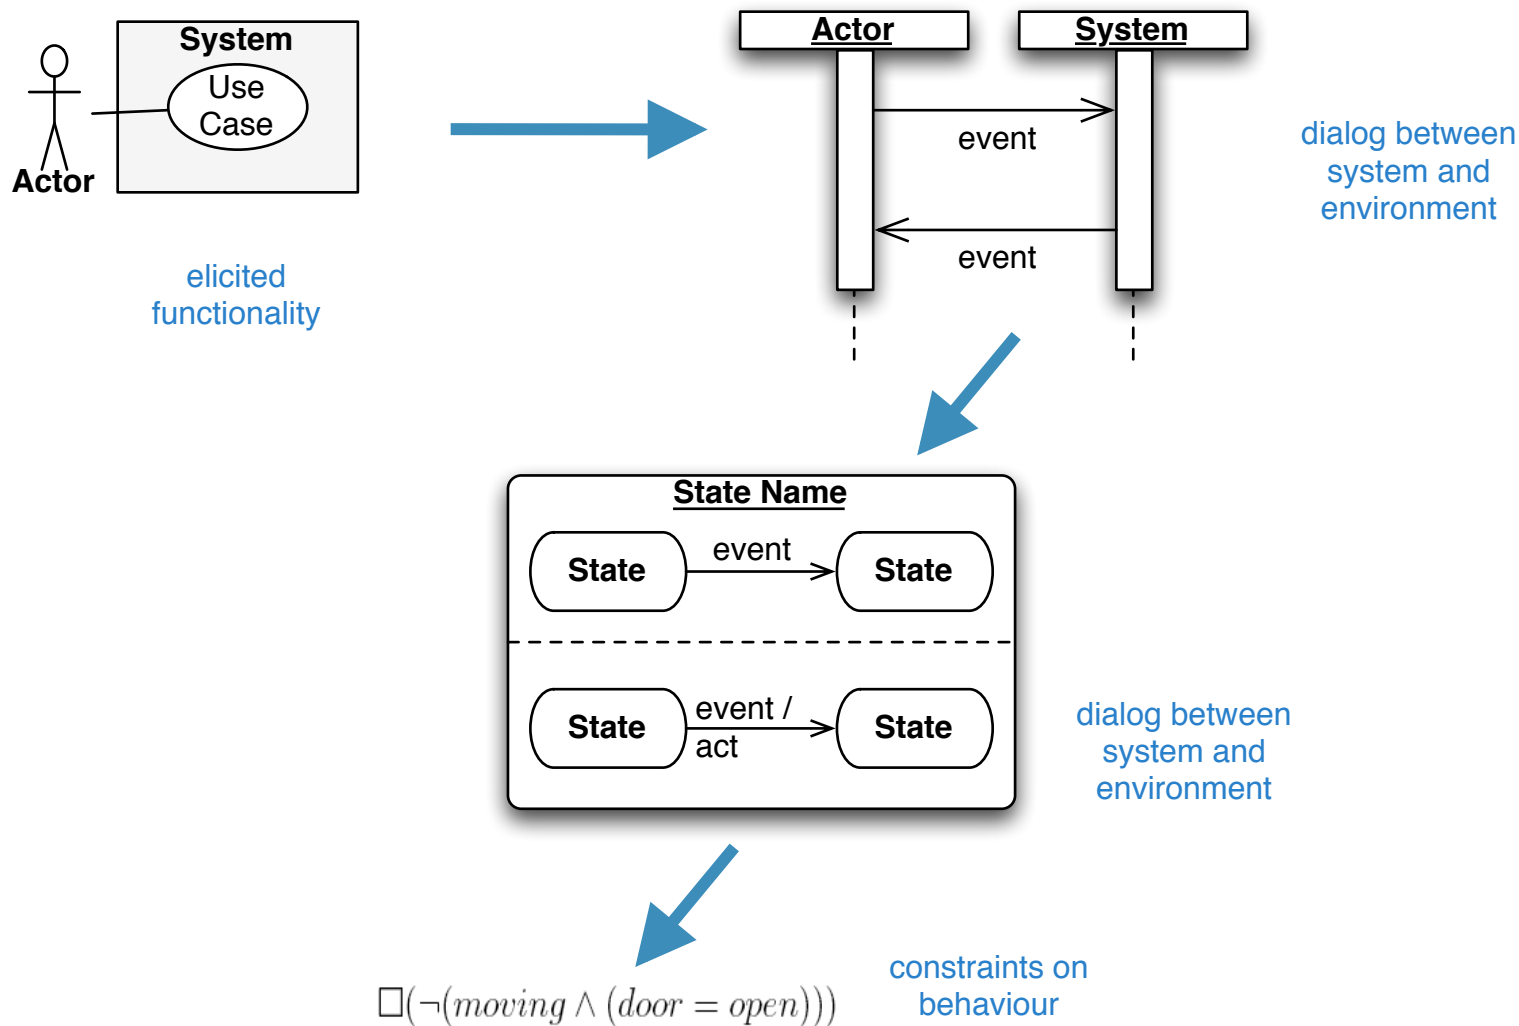 System
Use
Case
Actor
elicited
functionality
Actor
System
event
event
dialog between
system and
environment
State Name
State
event
State
State
event /
act
State
dialog between
system and
environment
□(¬(moving ∧ (door = open)))
constraints on
behaviour